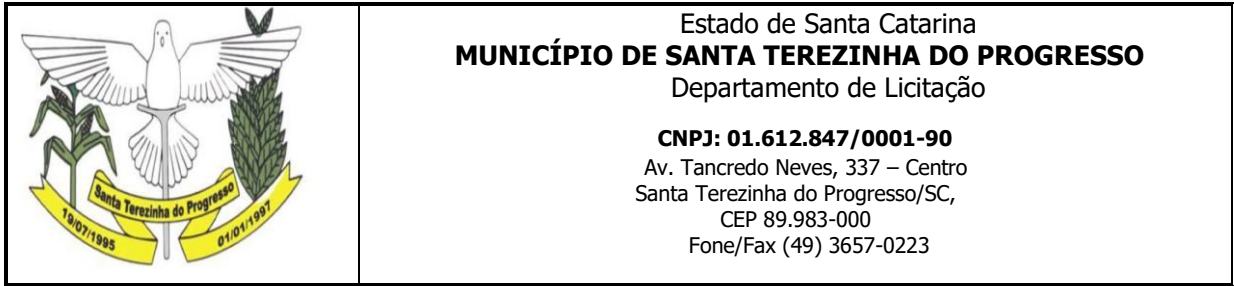 Santa Terezinha do Progresso
19/07/1995
01/01/1997
Estado de Santa Catarina
MUNICÍPIO DE SANTA TEREZINHA DO PROGRESSO
Departamento de Licitação
CNPJ: 01.612.847/0001-90
Av. Tancredo Neves, 337 – Centro
Santa Terezinha do Progresso/SC,
CEP 89.983-000
Fone/Fax (49) 3657-0223